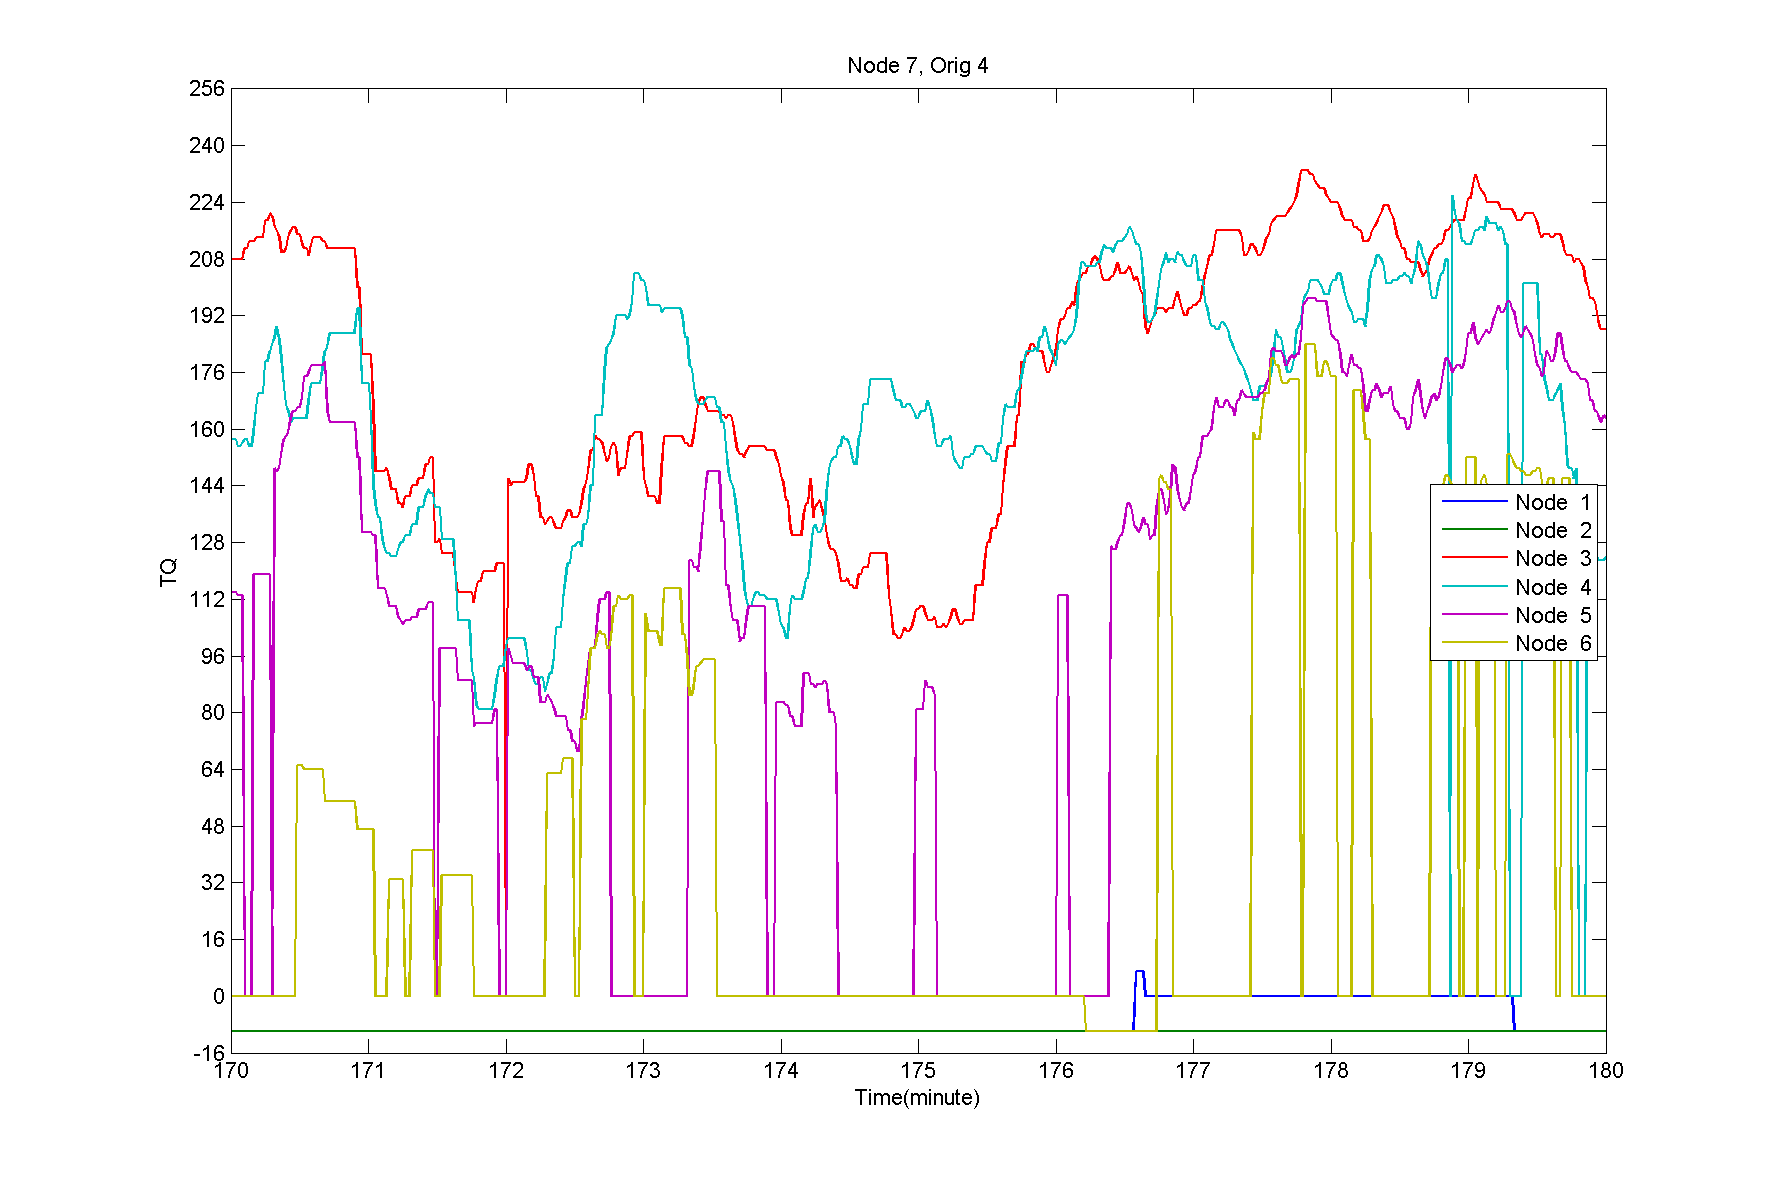 Node 7, Orig 4
256
240
224
208
192
176
160
144
128
112
96
80
64
48
32
16
0
-16
TQ
170 171 172 173 174 175 176 177 178 179 180
Time(minute)
Node 1
Node 2
Node 3
Node 4
Node 5
Node 6